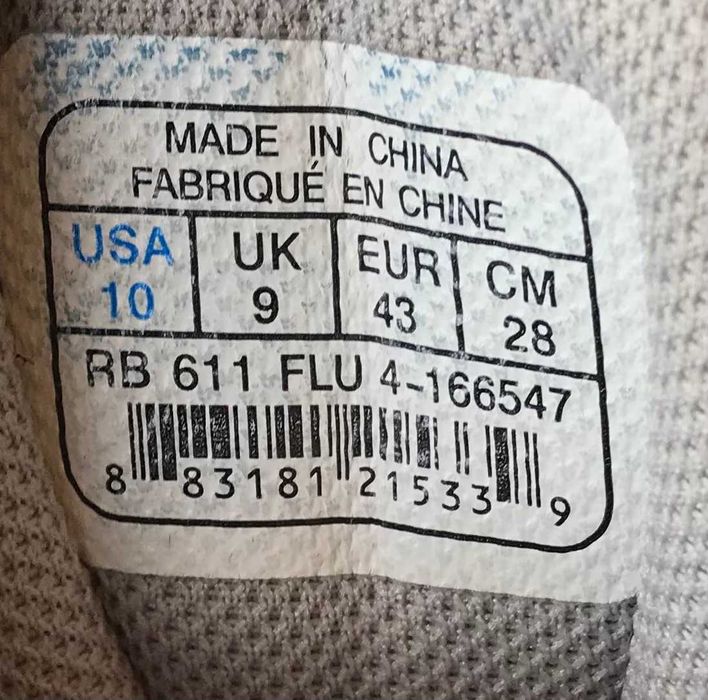 MADE IN CHINA
FABRIQUÉ EN CHINE
USA UK EUR CM
10 9 43 28
RB 611 FLU 4-166547
8 83181 21533 9